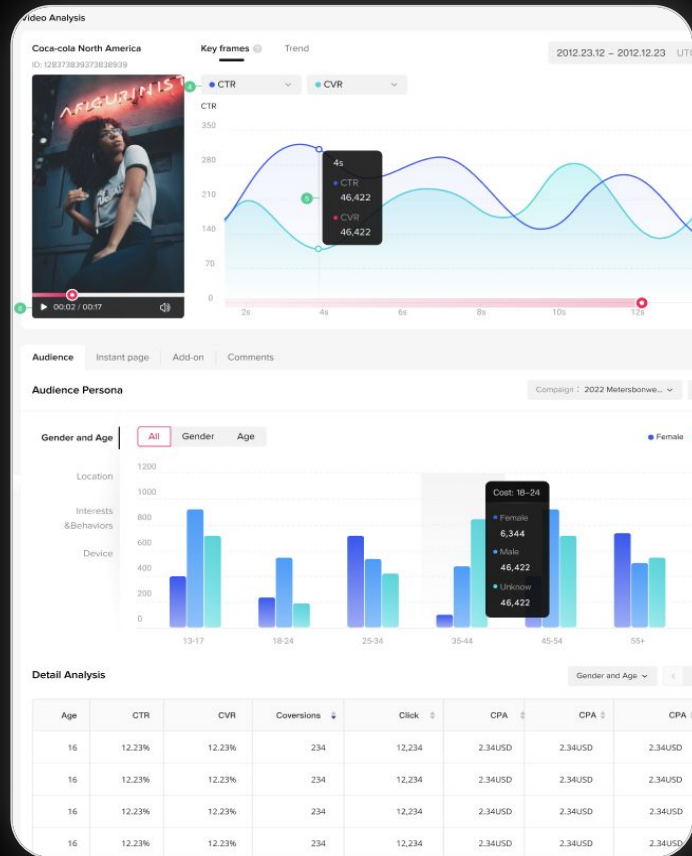 Video Analysis
Coca-cola North America
ID: 128373839373838939
Key frames
Trend
2012.23.12 – 2012.12.23 UTC
AFIGURINIST
4
CTR
CVR
CTR
350
280
210
140
70
0
4s
CTR
46,422
CVR
46,422
5
6
00:02 / 00:17
2s 4s 6s 8s 10s 12s
Audience
Instant page
Add-on
Comments
Audience Persona
Campaign : 2022 Metersbonwe...
Gender and Age
Location
Interests
&Behaviors
Device
All
Gender
Age
Female
1200
1000
800
600
400
200
0
Cost: 18–24
Female
6,344
Male
46,422
Unknow
46,422
13-17 18-24 25-34 35-44 45-54 55+
Detail Analysis
Gender and Age
Age CTR CVR Coversions Click CPA CPA CPA
16 12.23% 12.23% 234 12,234 2.34USD 2.34USD 2.34USD
16 12.23% 12.23% 234 12,234 2.34USD 2.34USD 2.34USD
16 12.23% 12.23% 234 12,234 2.34USD 2.34USD 2.34USD
16 12.23% 12.23% 234 12,234 2.34USD 2.34USD 2.34USD